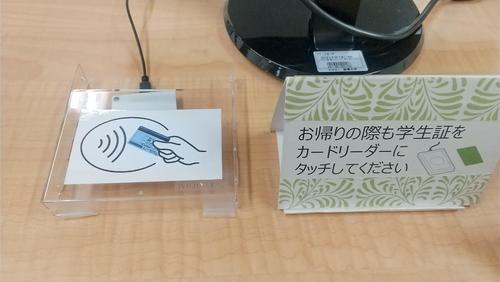 お帰りの際も学生証を
カードリーダーに
タッチしてください